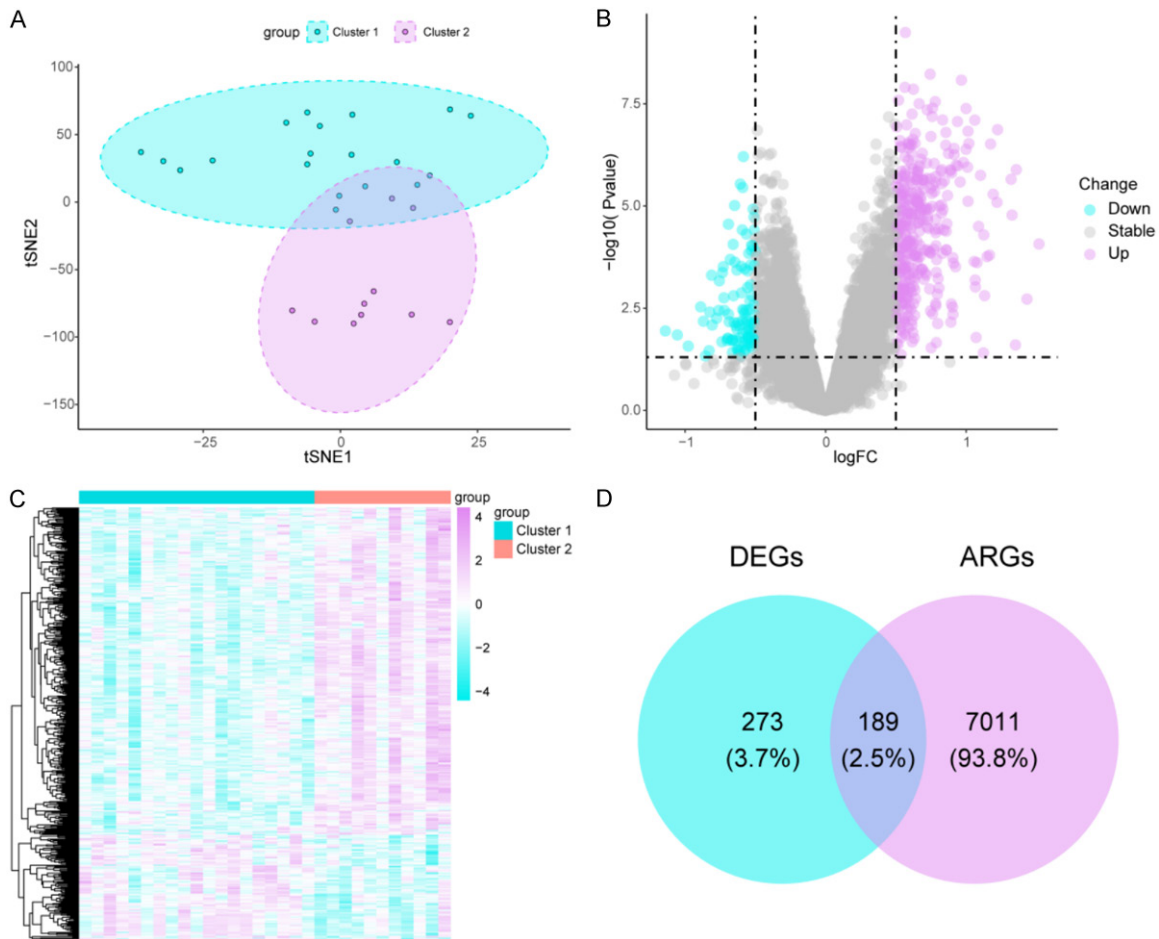 A
group Cluster 1 Cluster 2
100
50
0
−50
−100
−150
tSNE2
−25 0 25
tSNE1
B
7.5
5.0
2.5
0.0
−log10( Pvalue)
−1 0 1
logFC
Change
Down
Stable
Up
C
group
4
2
0
−2
−4
group
Cluster 1
Cluster 2
D
DEGs ARGs
273 189 7011
(3.7%) (2.5%) (93.8%)